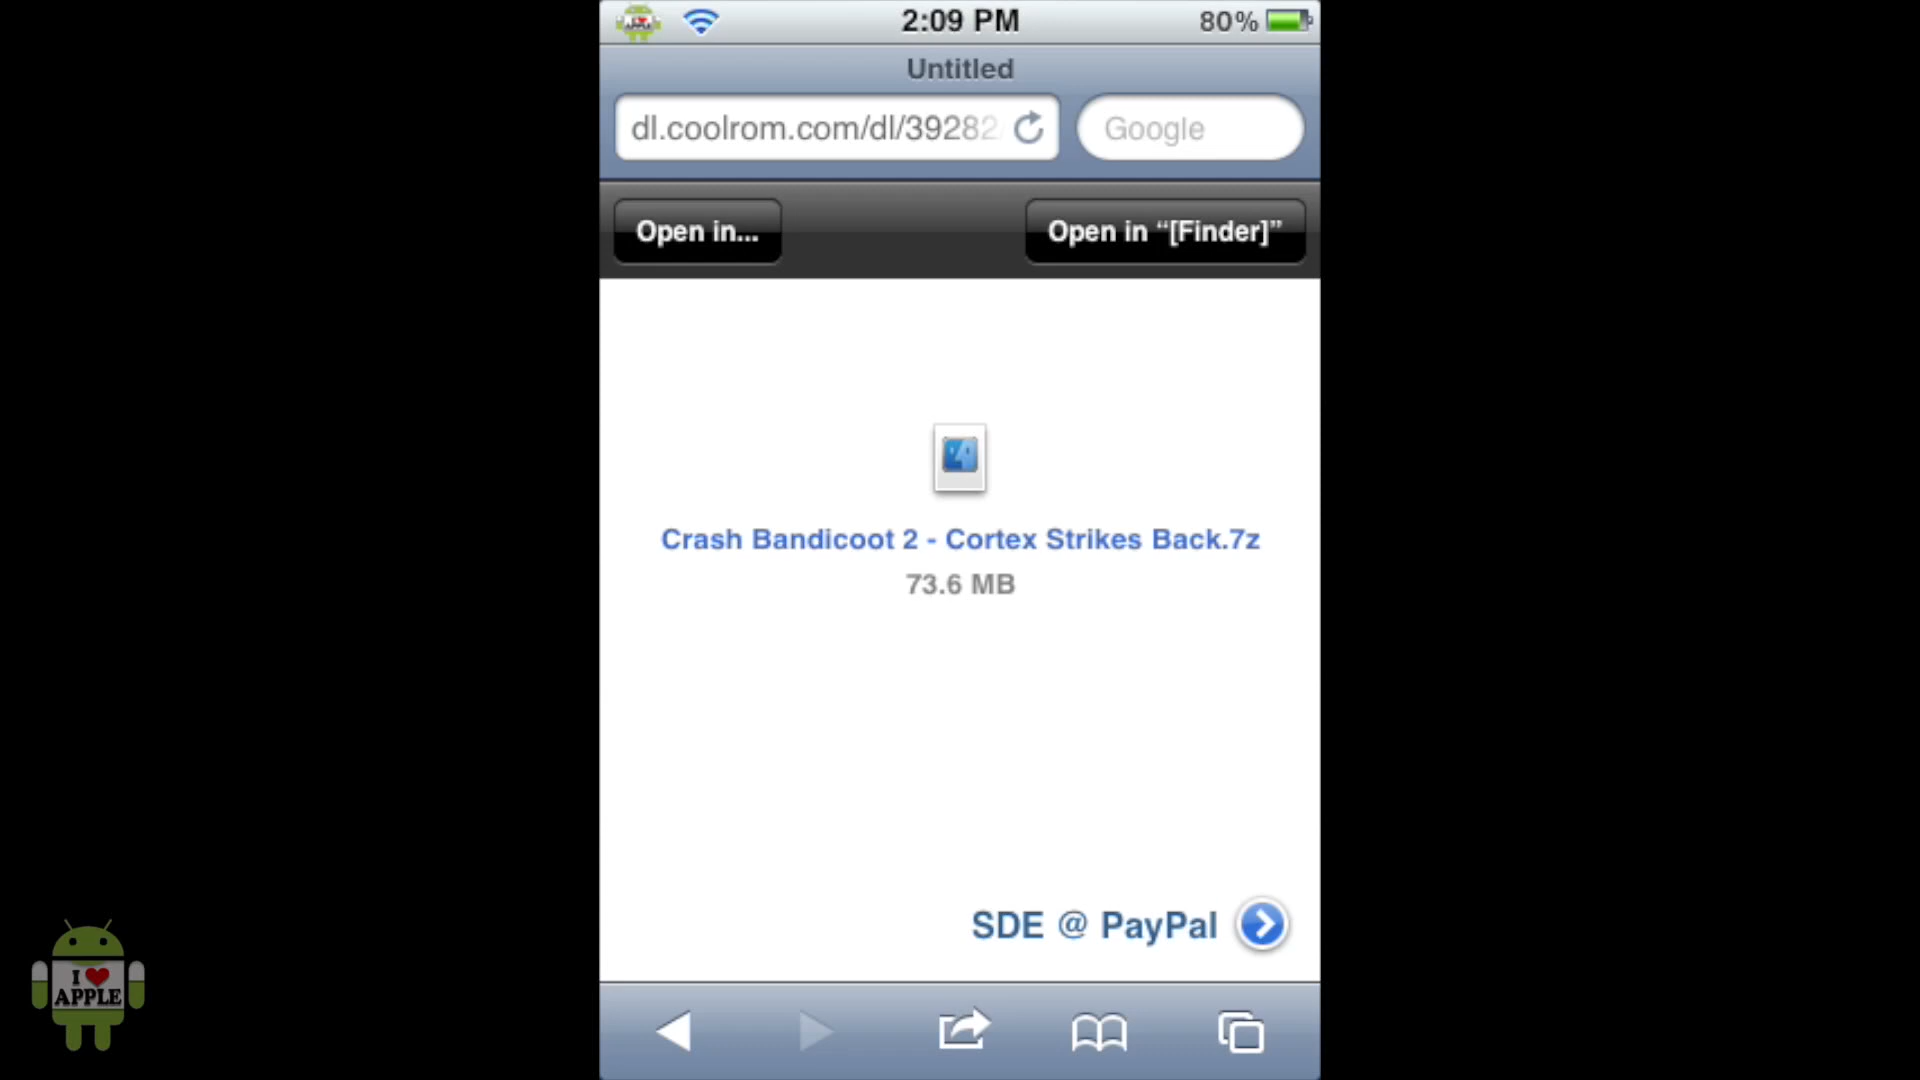 2:09 PM
80%
Untitled
dl.coolrom.com/dl/39282
Google
Open in...
Open in “[Finder]”
Crash Bandicoot 2 - Cortex Strikes Back.7z
73.6 MB
SDE @ PayPal
I
APPLE